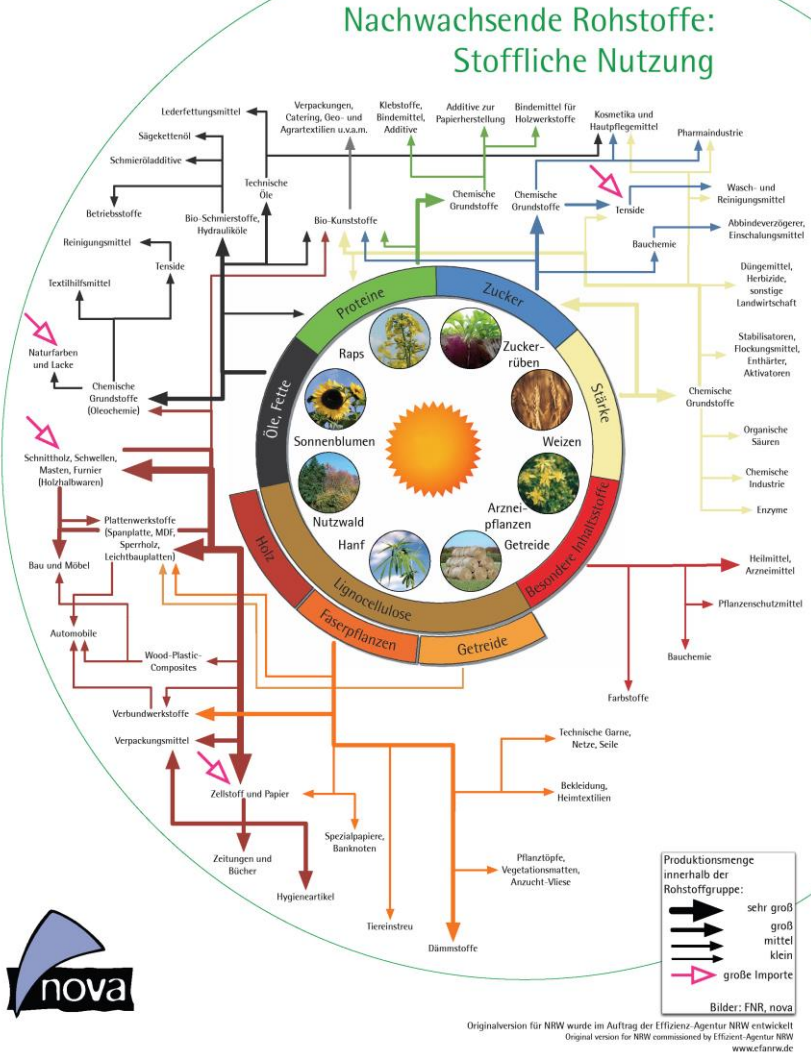 Nachwachsende Rohstoffe:
Stoffliche Nutzung
Lederfettungsmittel
Sägekettenöl
Schmieröladditive
Betriebsstoffe
Bio-Schmierstoffe,
Hydrauliköle
Technische
Öle
Reinigungsmittel
Tenside
Textilhilfsmittel
Naturfarben
und Lacke
Chemische
Grundstoffe
(Oleochemie)
Verpackungen,
Catering, Geo- und
Agrartextilien u.v.a.m.
Bio-Kunststoffe
Klebstoffe,
Bindemittel,
Additive
Additive zur
Papierherstellung
Bindemittel für
Holzwerkstoffe
Chemische
Grundstoffe
Chemische
Grundstoffe
Kosmetika und
Hautpflegemittel
Pharmaindustrie
Tenside
Wasch- und
Reinigungsmittel
Bauchemie
Abbindeverzögerer,
Einschalungsmittel
Düngemittel,
Herbizide,
sonstige
Landwirtschaft
Stabilisatoren,
Flockungsmittel,
Enthärter,
Aktivatoren
Chemische
Grundstoffe
Organische
Säuren
Chemische
Industrie
Enzyme
Proteine
Zucker
Stärke
Besondere Inhaltsstoffe
Lignocellulose
Öle, Fette
Holz
Faserpflanzen
Getreide
Raps
Zucker-
rüben
Sonnenblumen
Weizen
Nutzwald
Arznei-
pflanzen
Hanf
Getreide
Schnittholz, Schwellen,
Masten, Furnier
(Holzhalbwaren)
Plattenwerkstoffe
(Spanplatte, MDF,
Sperrholz,
Leichtbauplatten)
Bau und Möbel
Automobile
Wood-Plastic-
Composites
Verbundwerkstoffe
Verpackungsmittel
Zellstoff und Papier
Zeitungen und
Bücher
Hygieneartikel
Spezialpapiere,
Banknoten
Tiereinstreu
Dämmstoffe
Technische Garne,
Netze, Seile
Bekleidung,
Heimtextilien
Pflanztöpfe,
Vegetationsmatten,
Anzucht-Vliese
Heilmittel,
Arzneimittel
Pflanzenschutzmittel
Bauchemie
Farbstoffe
Produktionsmenge
innerhalb der
Rohstoffgruppe:
sehr groß
groß
mittel
klein
große Importe
Bilder: FNR, nova
nova
Originalversion für NRW wurde im Auftrag der Effizienz-Agentur NRW entwickelt
Original version for NRW commissioned by Effizient-Agentur NRW
www.efanrw.de